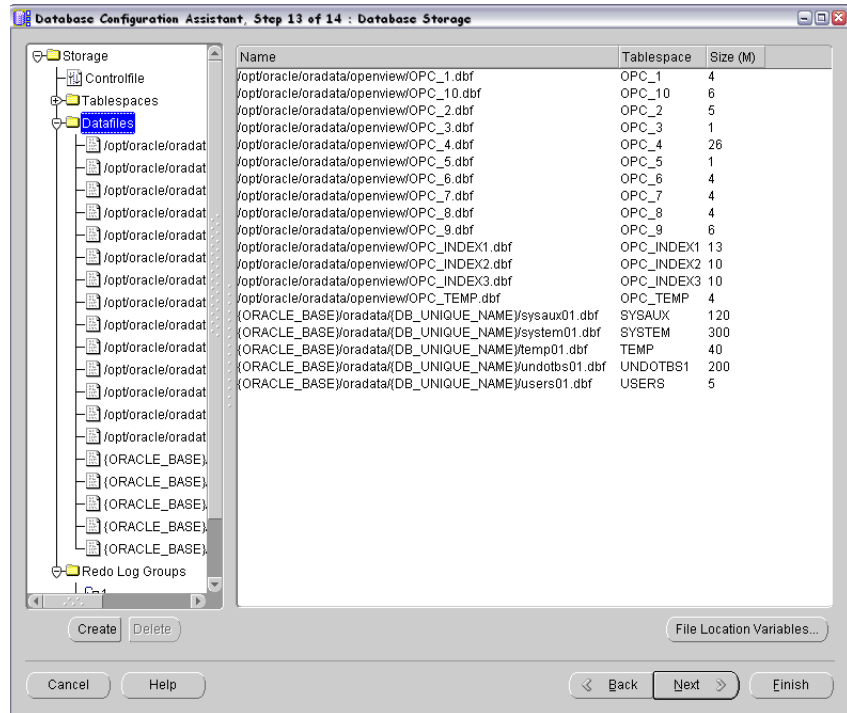 Database Configuration Assistant, Step 13 of 14 : Database Storage
Storage
Controlfile
Tablespaces
Datafiles
/opt/oracle/oradat
/opt/oracle/oradat
/opt/oracle/oradat
/opt/oracle/oradat
/opt/oracle/oradat
/opt/oracle/oradat
/opt/oracle/oradat
/opt/oracle/oradat
/opt/oracle/oradat
/opt/oracle/oradat
/opt/oracle/oradat
/opt/oracle/oradat
/opt/oracle/oradat
/opt/oracle/oradat
{ORACLE_BASE}
{ORACLE_BASE}
{ORACLE_BASE}
{ORACLE_BASE}
{ORACLE_BASE}
Redo Log Groups
1
Name Tablespace Size (M)
/opt/oracle/oradata/openview/OPC_1.dbf OPC_1 4
/opt/oracle/oradata/openview/OPC_10.dbf OPC_10 6
/opt/oracle/oradata/openview/OPC_2.dbf OPC_2 5
/opt/oracle/oradata/openview/OPC_3.dbf OPC_3 1
/opt/oracle/oradata/openview/OPC_4.dbf OPC_4 26
/opt/oracle/oradata/openview/OPC_5.dbf OPC_5 1
/opt/oracle/oradata/openview/OPC_6.dbf OPC_6 4
/opt/oracle/oradata/openview/OPC_7.dbf OPC_7 4
/opt/oracle/oradata/openview/OPC_8.dbf OPC_8 4
/opt/oracle/oradata/openview/OPC_9.dbf OPC_9 6
/opt/oracle/oradata/openview/OPC_INDEX1.dbf OPC_INDEX1 13
/opt/oracle/oradata/openview/OPC_INDEX2.dbf OPC_INDEX2 10
/opt/oracle/oradata/openview/OPC_INDEX3.dbf OPC_INDEX3 10
/opt/oracle/oradata/openview/OPC_TEMP.dbf OPC_TEMP 4
{ORACLE_BASE}/oradata/{DB_UNIQUE_NAME}/sysaux01.dbf SYSAUX 120
{ORACLE_BASE}/oradata/{DB_UNIQUE_NAME}/system01.dbf SYSTEM 300
{ORACLE_BASE}/oradata/{DB_UNIQUE_NAME}/temp01.dbf TEMP 40
{ORACLE_BASE}/oradata/{DB_UNIQUE_NAME}/undotbs01.dbf UNDOTBS1 200
{ORACLE_BASE}/oradata/{DB_UNIQUE_NAME}/users01.dbf USERS 5
Create Delete
File Location Variables...
Cancel Help Back Next Finish